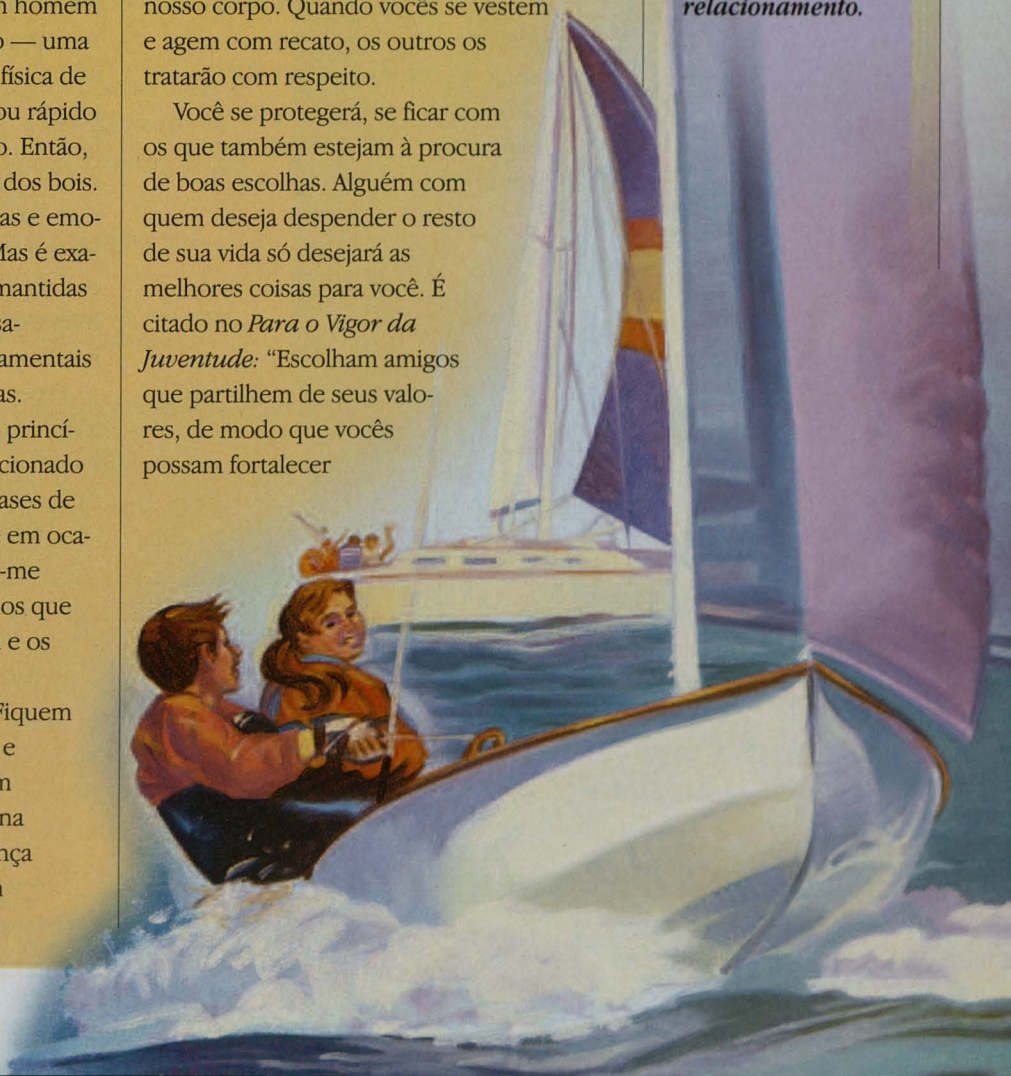 homem
— uma
física de
ou rápido
Então,
dos bois.
as e emo-
Mas é exa-
mantidas
sa-
amentais
as.
princí-
cionado
ases de
em oca-
-me
os que
e os
Fiquem
e
na
nça
nosso corpo. Quando vocês se vestem
e agem com recato, os outros os
tratarão com respeito.
Você se protegerá, se ficar com
os que também estejam à procura
de boas escolhas. Alguém com
quem deseja despender o resto
de sua vida só desejará as
melhores coisas para você. É
citado no Para o Vigor da
Juventude: “Escolham amigos
que partilhem de seus valo-
res, de modo que vocês
possam fortalecer
relacionamento.